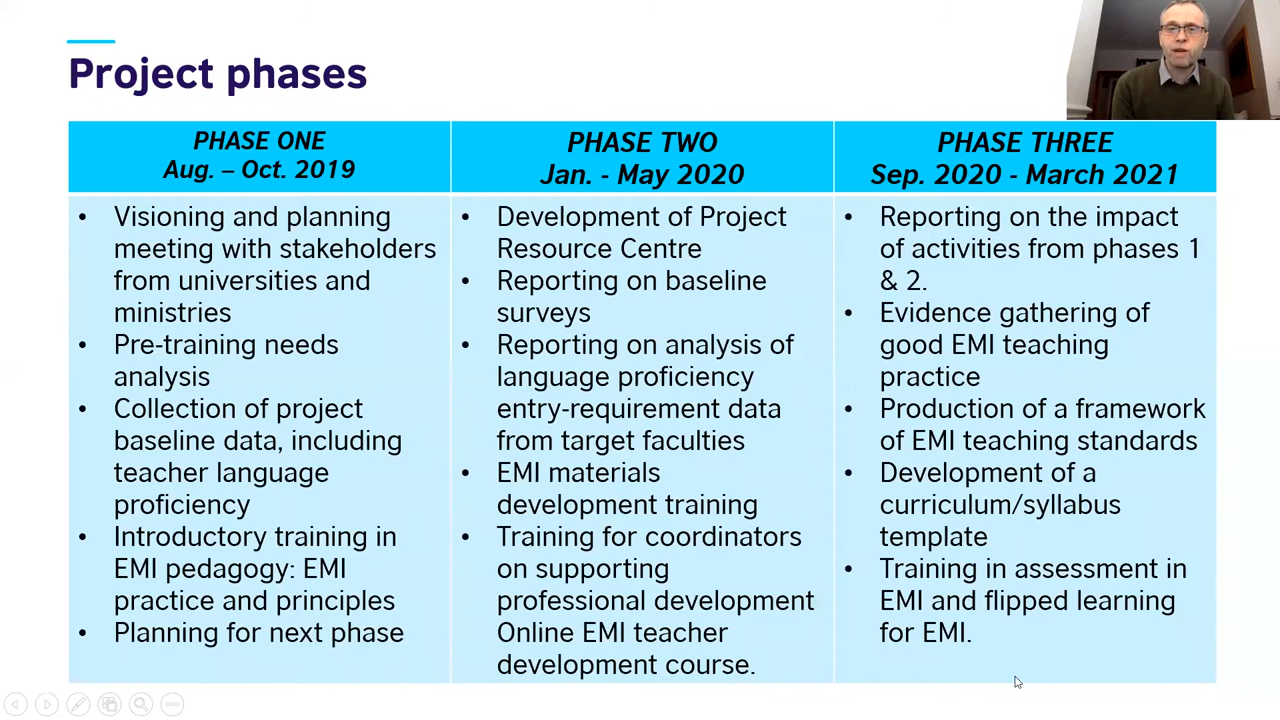 Project phases
PHASE ONE
Aug. – Oct. 2019
• Visioning and planning
meeting with stakeholders
from universities and
ministries
• Pre-training needs
analysis
• Collection of project
baseline data, including
teacher language
proficiency
• Introductory training in
EMI pedagogy: EMI
practice and principles
• Planning for next phase
PHASE TWO
Jan. - May 2020
• Development of Project
Resource Centre
• Reporting on baseline
surveys
• Reporting on analysis of
language proficiency
entry-requirement data
from target faculties
• EMI materials
development training
• Training for coordinators
on supporting
professional development
Online EMI teacher
development course.
PHASE THREE
Sep. 2020 - March 2021
• Reporting on the impact
of activities from phases 1
& 2.
• Evidence gathering of
good EMI teaching
practice
• Production of a framework
of EMI teaching standards
• Development of a
curriculum/syllabus
template
• Training in assessment in
EMI and flipped learning
for EMI.